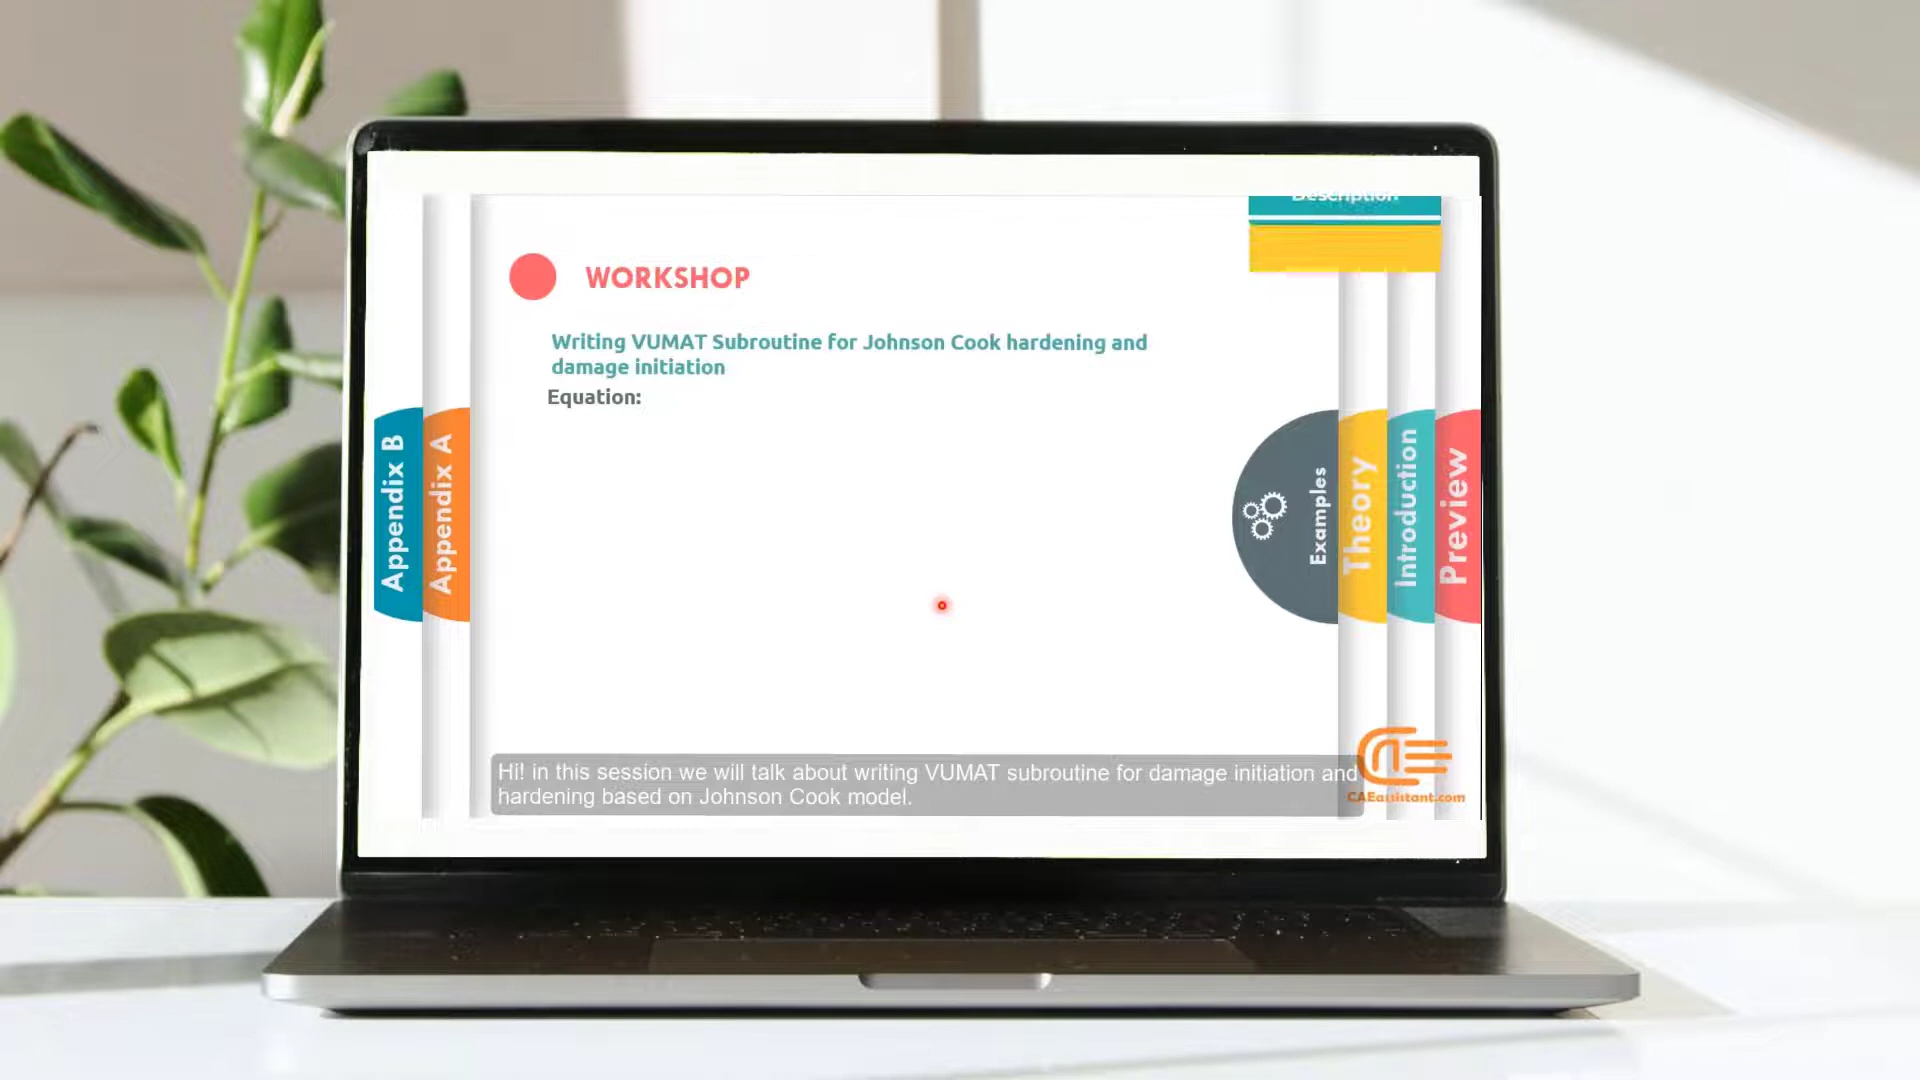 Description
WORKSHOP
Writing VUMAT Subroutine for Johnson Cook hardening and
damage initiation
Equation:
Appendix B
Appendix A
Examples
Theory
Introduction
Preview
Hi! in this session we will talk about writing VUMAT subroutine for damage initiation and
hardening based on Johnson Cook model.
CAEassistant.com